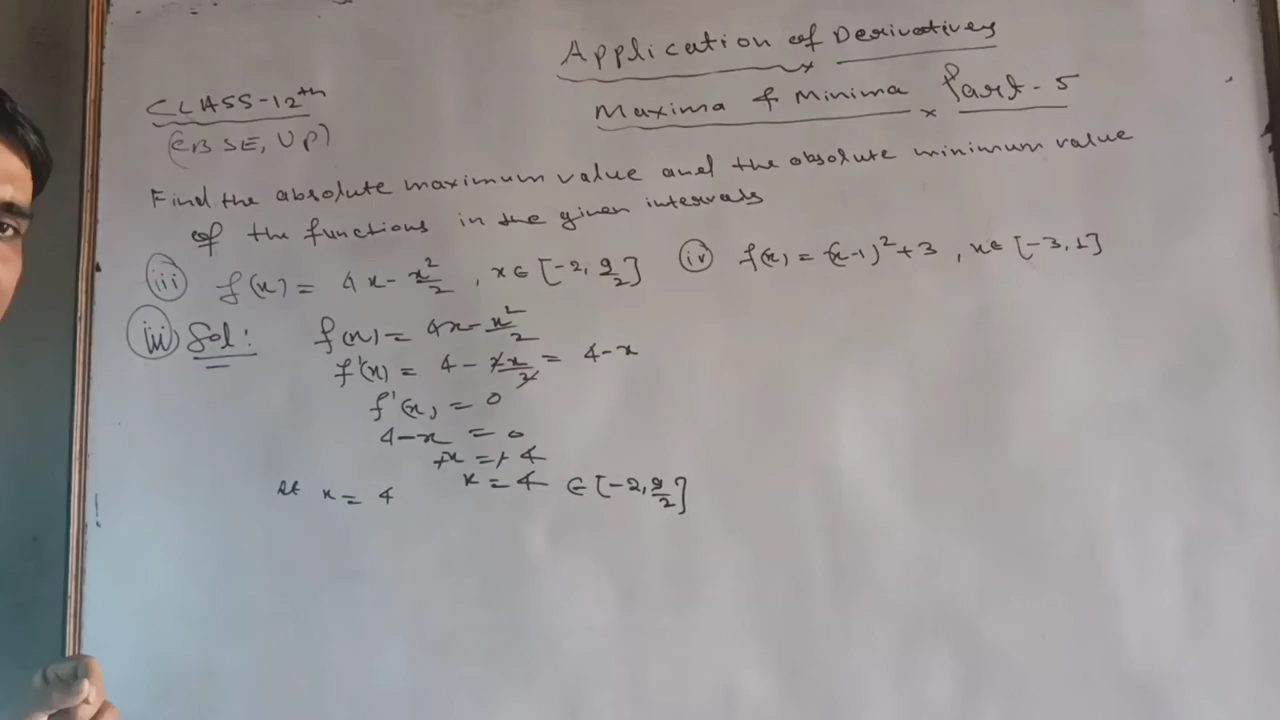 Application of Derivatives
CLASS-12th
Maxima & Minima Part-5
(CBSE, UP)
Find the absolute maximum value and the absolute minimum value
of the functions in the given intervals
(iii) f(x) = 4x - x²/2 , x ∈ [-2, 9/2] (iv) f(x) = (x-1)² + 3 , x ∈ [-3, 1]
(iii) Sol: f(x) = 4x - x²/2
f'(x) = 4 - 2x/2 = 4 - x
f'(x) = 0
4 - x = 0
+x = + 4
At x = 4 x = 4 ∈ [-2, 9/2]